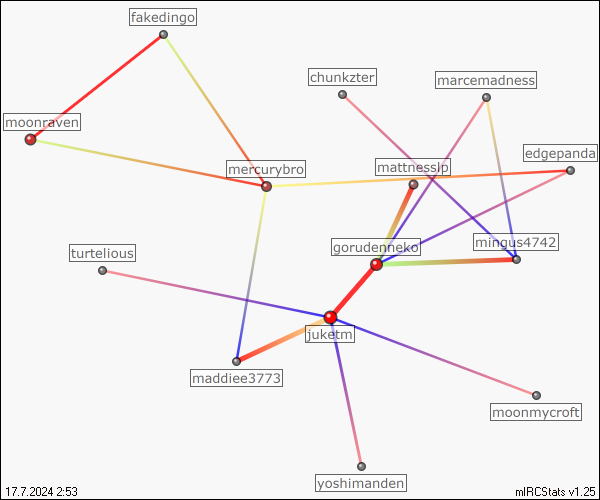 fakedingo
chunkzter
marcemadness
moonraven
edgepanda
mercurybro
mattnesslp
gorudenneko
mingus4742
turtelious
juketm
maddiee3773
moonmycroft
yoshimanden
17.7.2024 2:53
mIRCStats v1.25